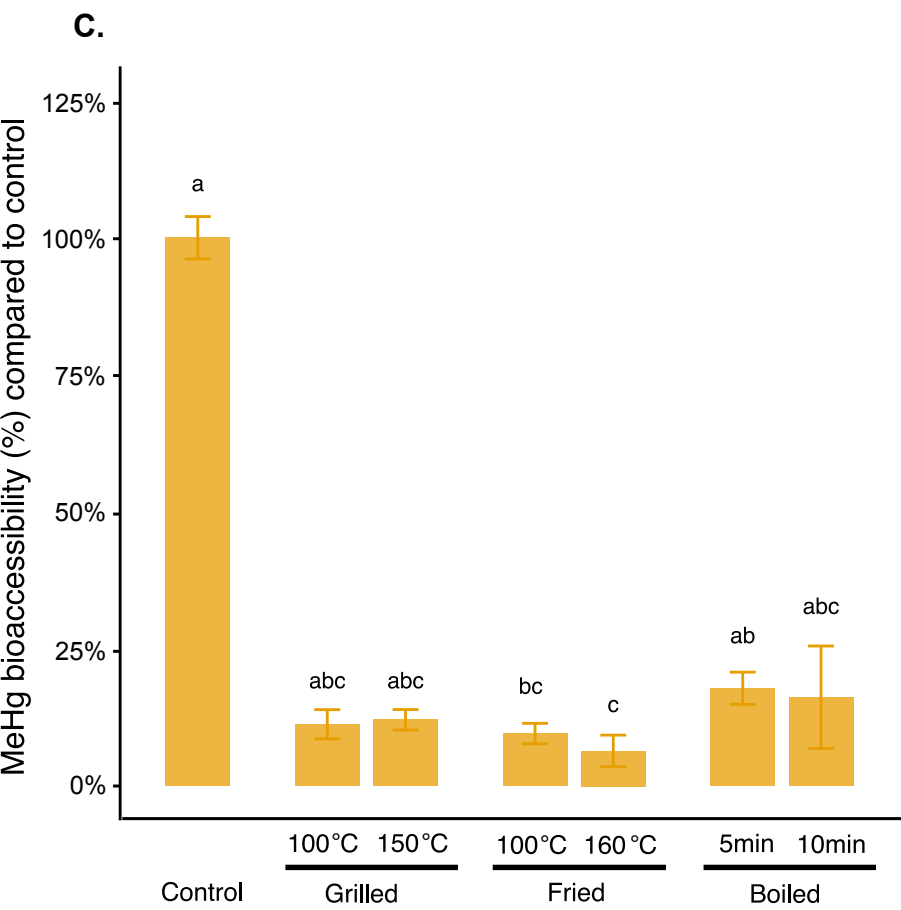 C.
MeHg bioaccessibility (%) compared to control
125%
100%
75%
50%
25%
0%
a
abc
abc
bc
c
ab
abc
100°C 150°C 100°C 160°C 5min 10min
Control Grilled Fried Boiled